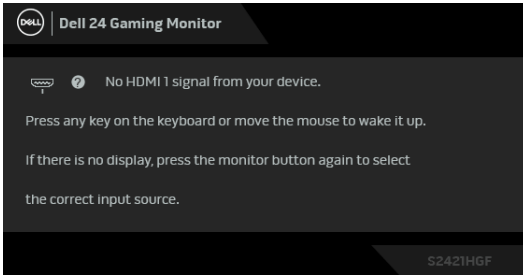 DELL
Dell 24 Gaming Monitor
No HDMI 1 signal from your device.
Press any key on the keyboard or move the mouse to wake it up.
If there is no display, press the monitor button again to select
the correct input source.
S2421HGF